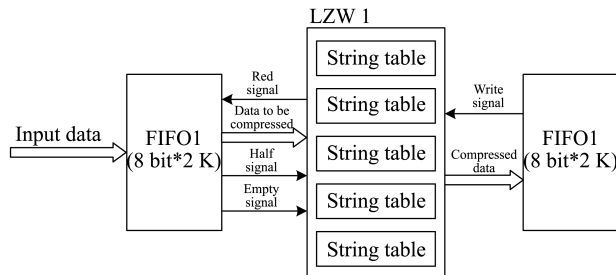 LZW 1
String table
String table
String table
String table
String table
Input data
FIFO1
(8 bit*2 K)
Red
signal
Data to be
compressed
Half
signal
Empty
signal
Write
signal
Compressed
data
FIFO1
(8 bit*2 K)